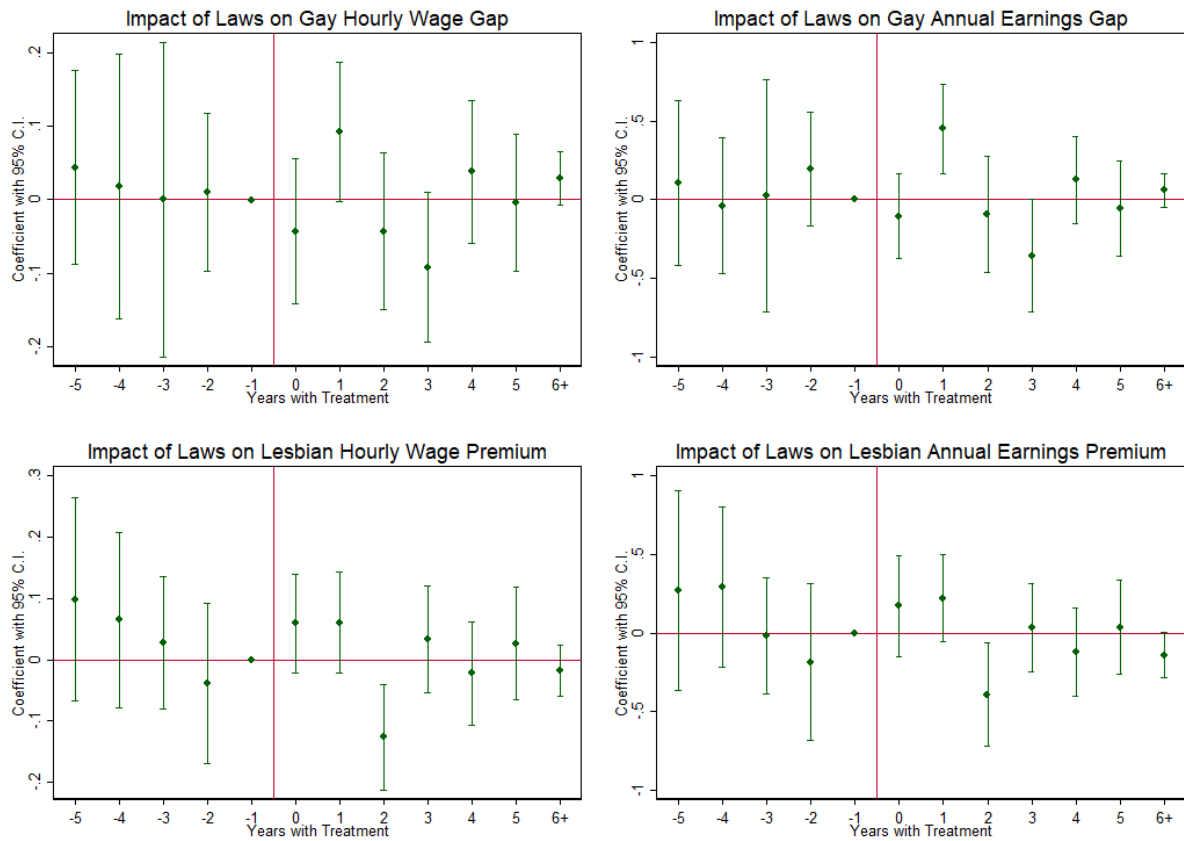 Impact of Laws on Gay Hourly Wage Gap
Coefficient with 95% C.I.
.2
.1
0
-.1
-.2
-5 -4 -3 -2 -1 0 1 2 3 4 5 6+
Years with Treatment
Impact of Laws on Gay Annual Earnings Gap
Coefficient with 95% C.I.
1
.5
0
-.5
-1
-5 -4 -3 -2 -1 0 1 2 3 4 5 6+
Years with Treatment
Impact of Laws on Lesbian Hourly Wage Premium
Coefficient with 95% C.I.
.3
.2
.1
0
-.1
-.2
-5 -4 -3 -2 -1 0 1 2 3 4 5 6+
Years with Treatment
Impact of Laws on Lesbian Annual Earnings Premium
Coefficient with 95% C.I.
1
.5
0
-.5
-1
-5 -4 -3 -2 -1 0 1 2 3 4 5 6+
Years with Treatment